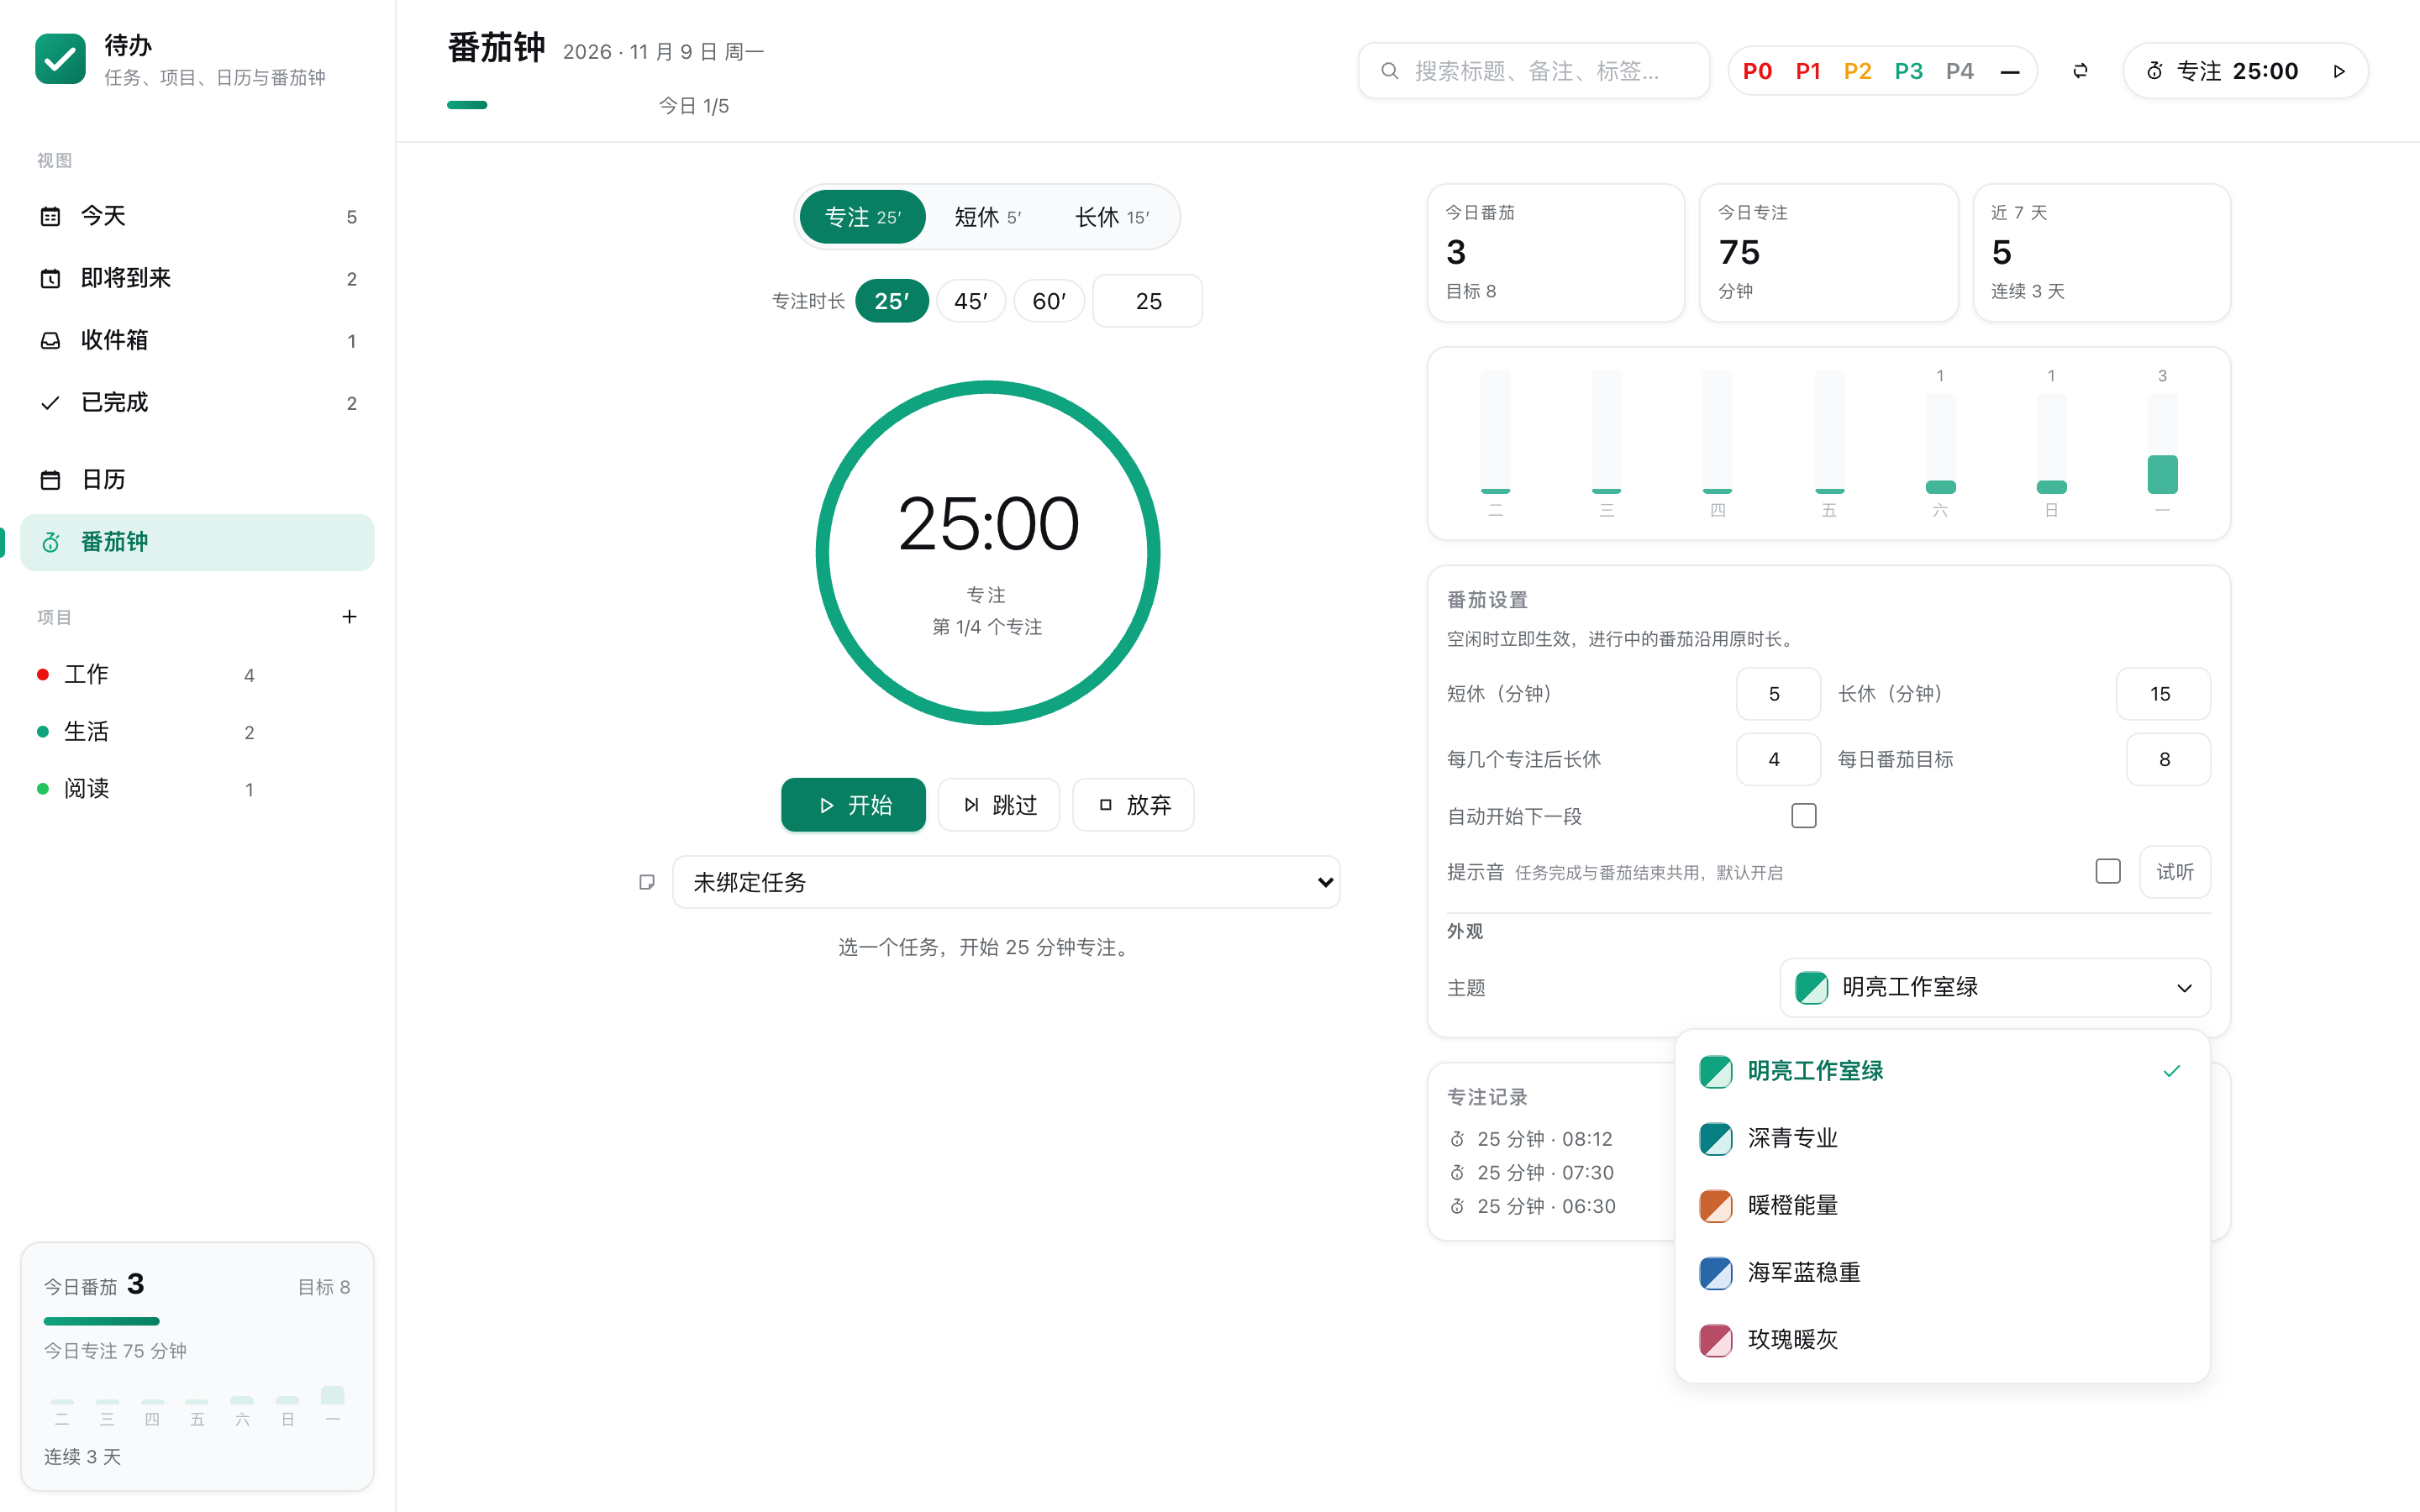 待办
任务、项目、日历与番茄钟
视图
今天 5
即将到来 2
收件箱 1
已完成 2
日历
番茄钟
项目
工作 4
生活 2
阅读 1
今日番茄 3 目标 8
今日专注 75 分钟
二 三 四 五 六 日 一
连续 3 天
番茄钟 2026 · 11 月 9 日 周一
今日 1/5
搜索标题、备注、标签...
P0 P1 P2 P3 P4 —
专注 25:00
专注 25′ 短休 5′ 长休 15′
专注时长 25′ 45′ 60′ 25
25:00
专注
第 1/4 个专注
开始 跳过 放弃
未绑定任务
选一个任务，开始 25 分钟专注。
今日番茄
3
目标 8
今日专注
75
分钟
近 7 天
5
连续 3 天
1 1 3
二 三 四 五 六 日 一
番茄设置
空闲时立即生效，进行中的番茄沿用原时长。
短休（分钟） 5 长休（分钟） 15
每几个专注后长休 4 每日番茄目标 8
自动开始下一段
提示音 任务完成与番茄结束共用，默认开启 试听
外观
主题 明亮工作室绿
明亮工作室绿
深青专业
暖橙能量
海军蓝稳重
玫瑰暖灰
专注记录
25 分钟 · 08:12
25 分钟 · 07:30
25 分钟 · 06:30